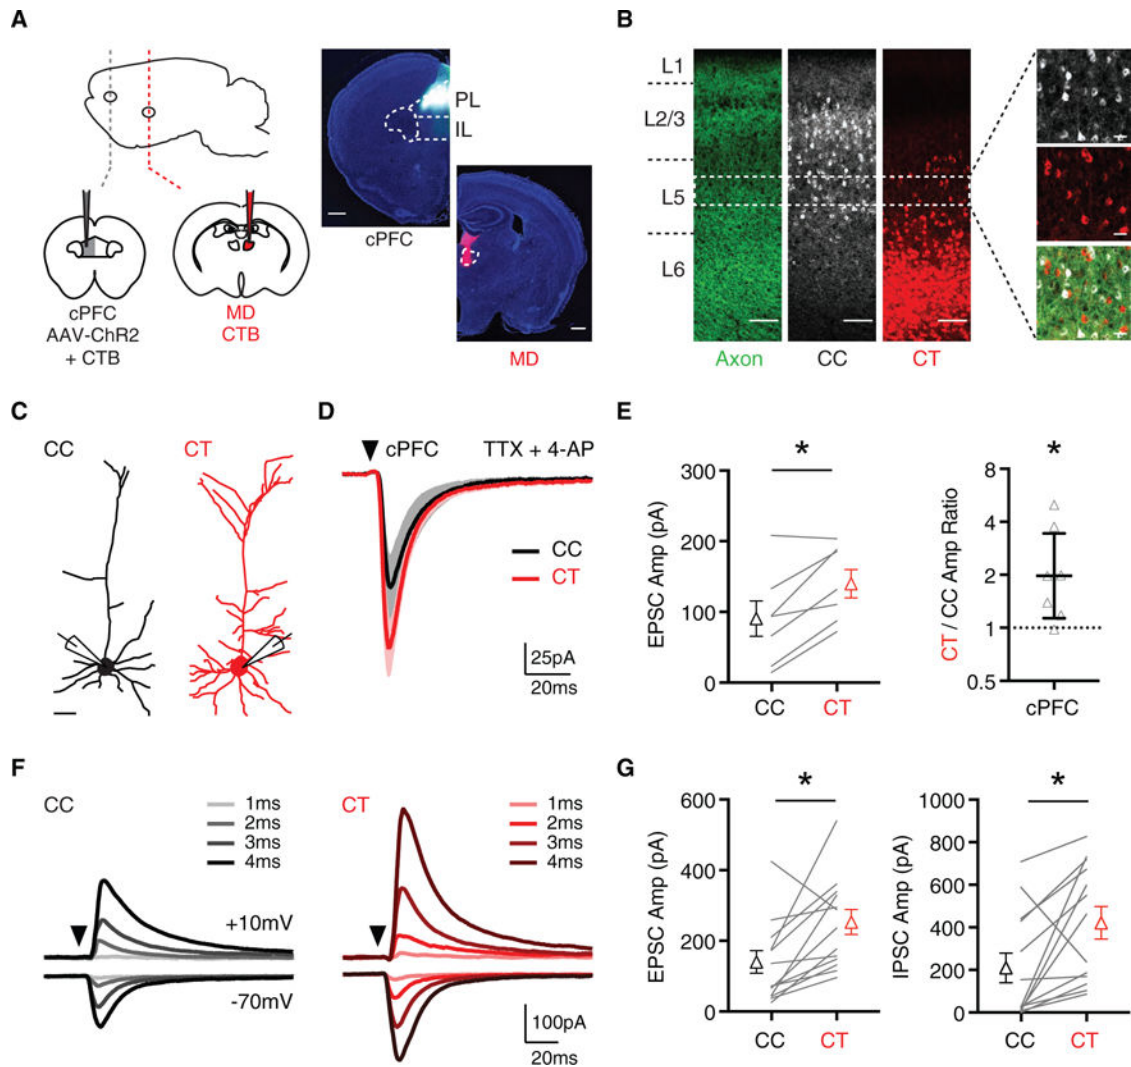 A
PL
IL
cPFC
MD
cPFC
AAV-ChR2
+ CTB
MD
CTB
B
L1
L2/3
L5
L6
Axon
CC
CT
C
CC
CT
D
cPFC
TTX + 4-AP
CC
CT
25pA
20ms
E
*
EPSC Amp (pA)
300
200
100
0
CC
CT
*
CT / CC Amp Ratio
8
4
2
1
0.5
cPFC
F
CC
1ms
2ms
3ms
4ms
+10mV
-70mV
CT
1ms
2ms
3ms
4ms
100pA
20ms
G
*
EPSC Amp (pA)
600
400
200
0
CC
CT
*
IPSC Amp (pA)
1000
800
600
400
200
0
CC
CT